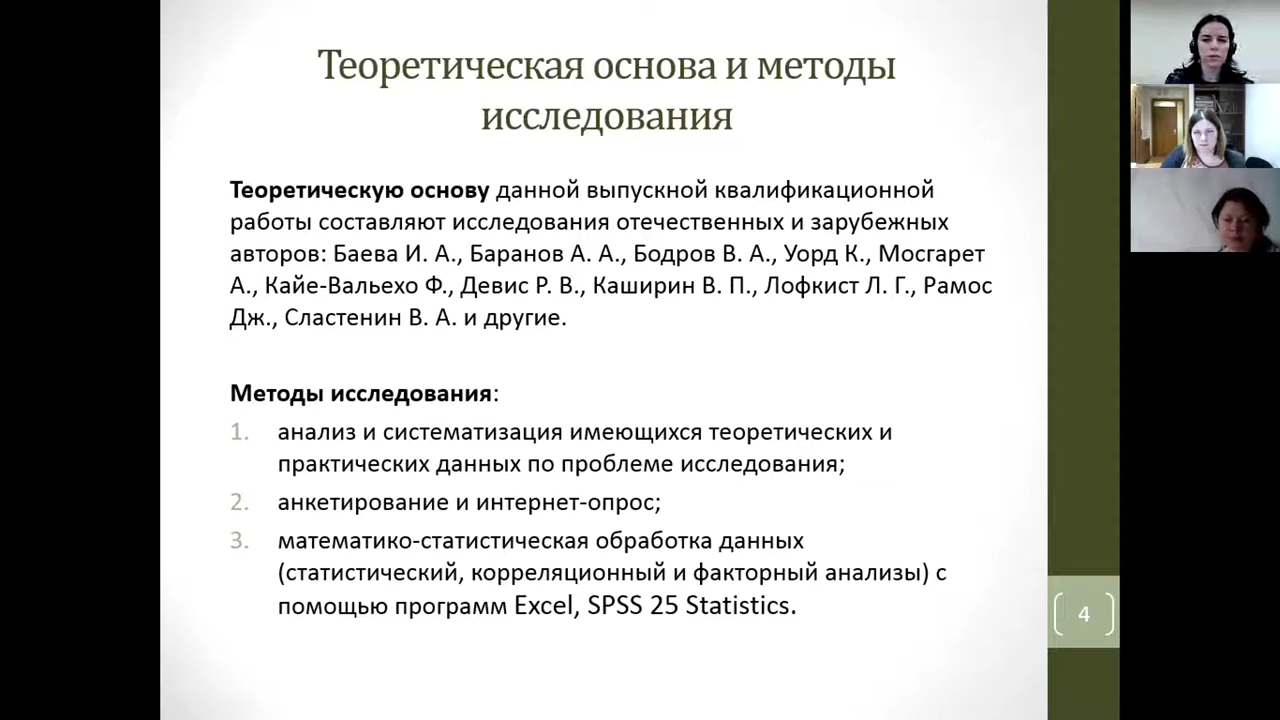 Теоретическая основа и методы
исследования
Теоретическую основу данной выпускной квалификационной
работы составляют исследования отечественных и зарубежных
авторов: Баева И. А., Баранов А. А., Бодров В. А., Уорд К., Мосгарет
А., Кайе-Вальехо Ф., Девис Р. В., Каширин В. П., Лофкист Л. Г., Рамос
Дж., Сластенин В. А. и другие.
Методы исследования:
1. анализ и систематизация имеющихся теоретических и
практических данных по проблеме исследования;
2. анкетирование и интернет-опрос;
3. математико-статистическая обработка данных
(статистический, корреляционный и факторный анализы) с
помощью программ Excel, SPSS 25 Statistics.
4